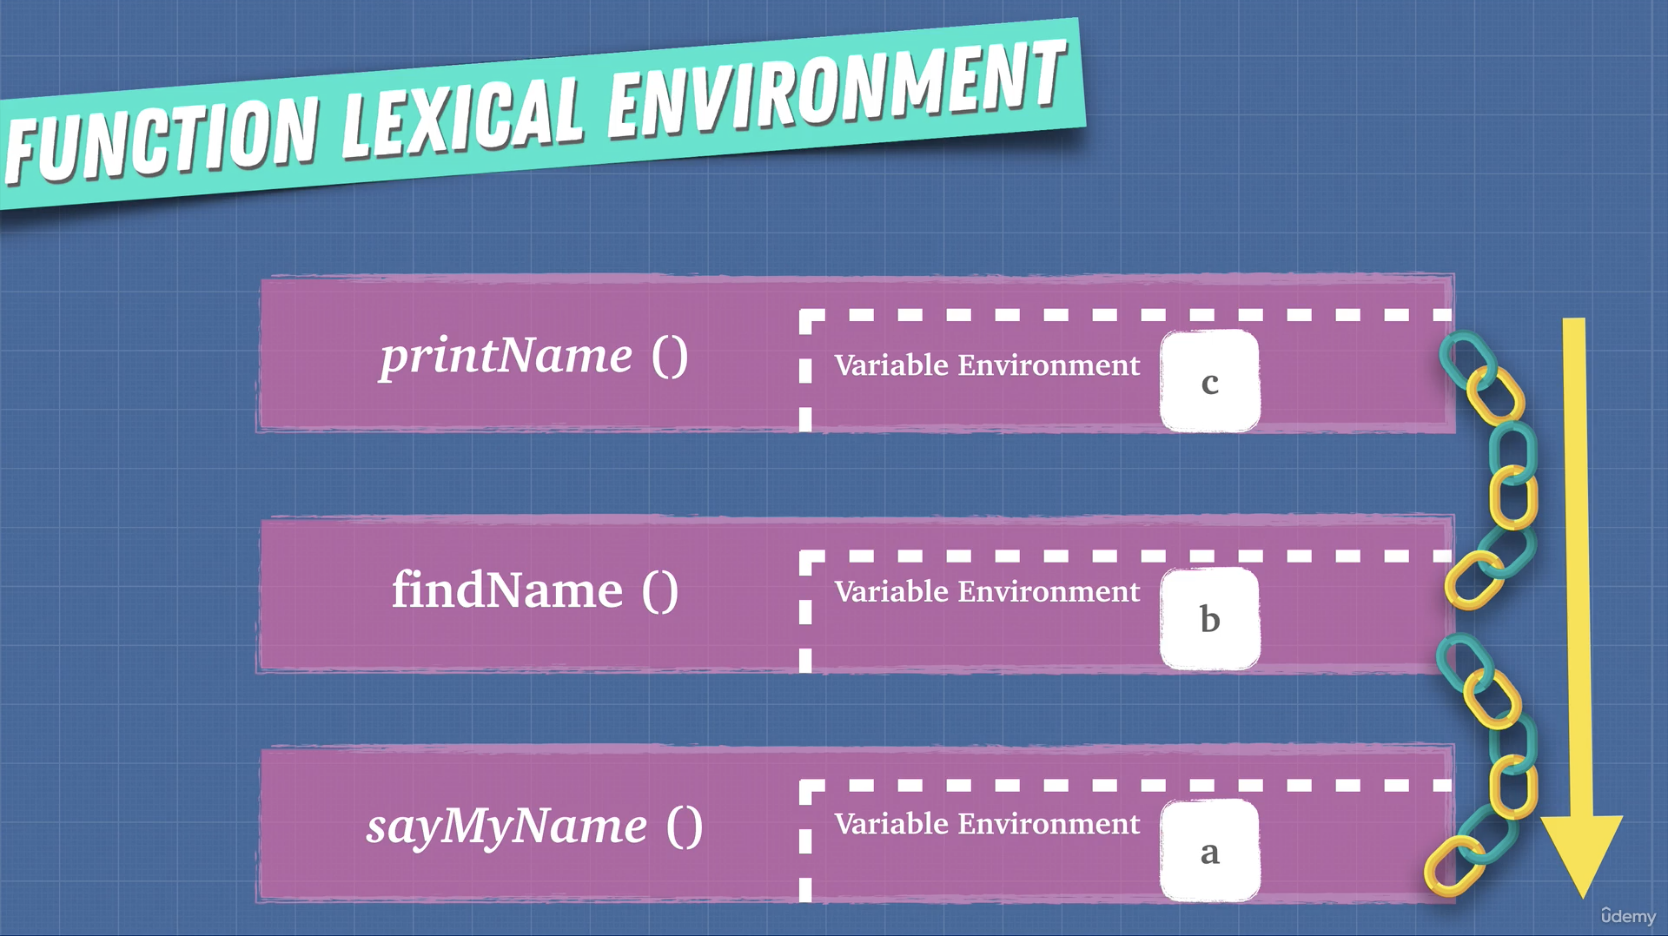 FUNCTION LEXICAL ENVIRONMENT
printName ()
Variable Environment
c
findName ()
Variable Environment
b
sayMyName ()
Variable Environment
a
ûdemy